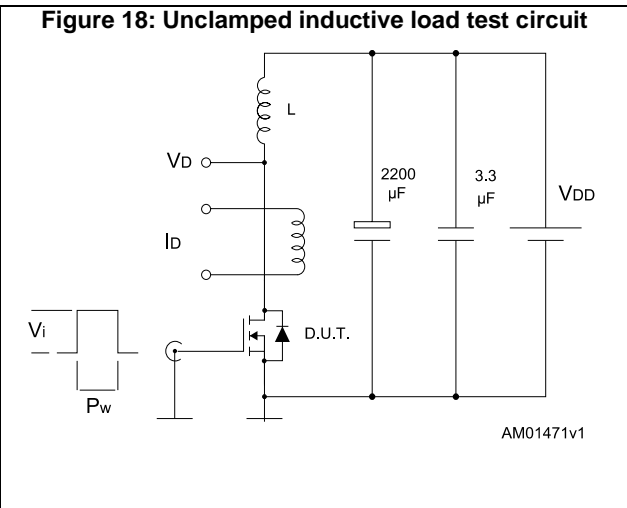 Figure 18: Unclamped inductive load test circuit
L
VD
2200
µF
3.3
µF
VDD
ID
Vi
D.U.T.
Pw
AM01471v1